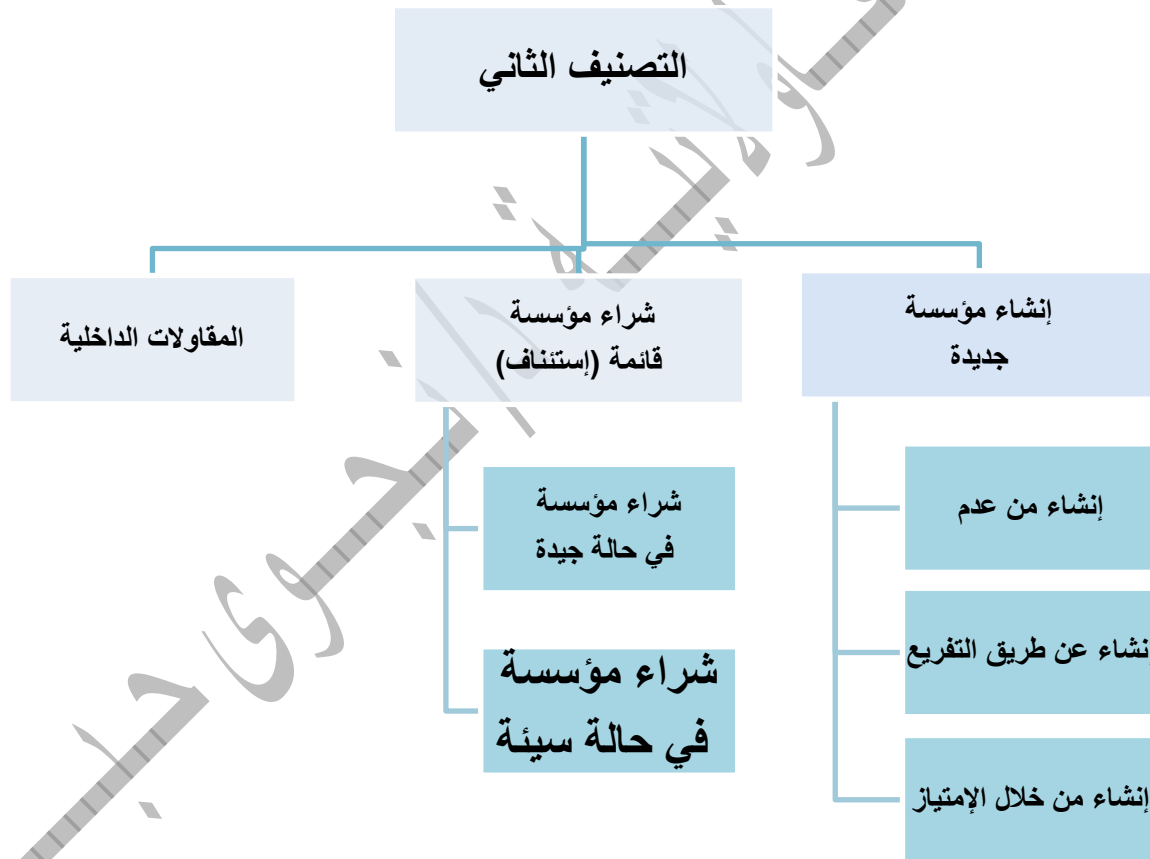 التصنيف الثاني
إنشاء مؤسسة
جديدة
إنشاء من عدم
إنشاء عن طريق التفريع
إنشاء من خلال الإمتياز
شراء مؤسسة
قائمة (إستئناف)
شراء مؤسسة
في حالة جيدة
شراء مؤسسة
في حالة سيئة
المقاولات الداخلية